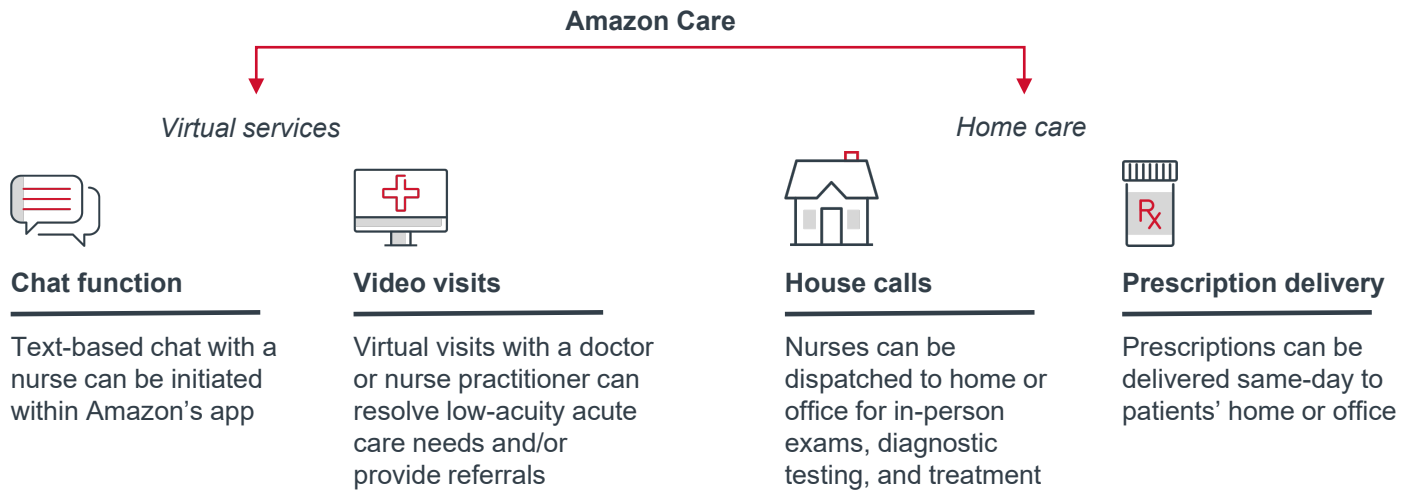 Amazon Care
Virtual services
Home care
Rx
Chat function
Text-based chat with a
nurse can be initiated
within Amazon’s app
Video visits
Virtual visits with a doctor
or nurse practitioner can
resolve low-acuity acute
care needs and/or
provide referrals
House calls
Nurses can be
dispatched to home or
office for in-person
exams, diagnostic
testing, and treatment
Prescription delivery
Prescriptions can be
delivered same-day to
patients’ home or office